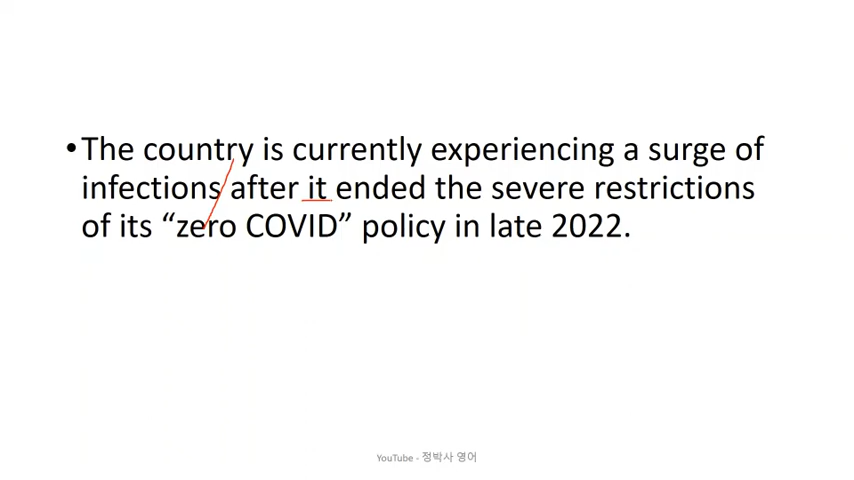 •The country is currently experiencing a surge of
infections after it ended the severe restrictions
of its “zero COVID” policy in late 2022.
YouTube - 정박사 영어